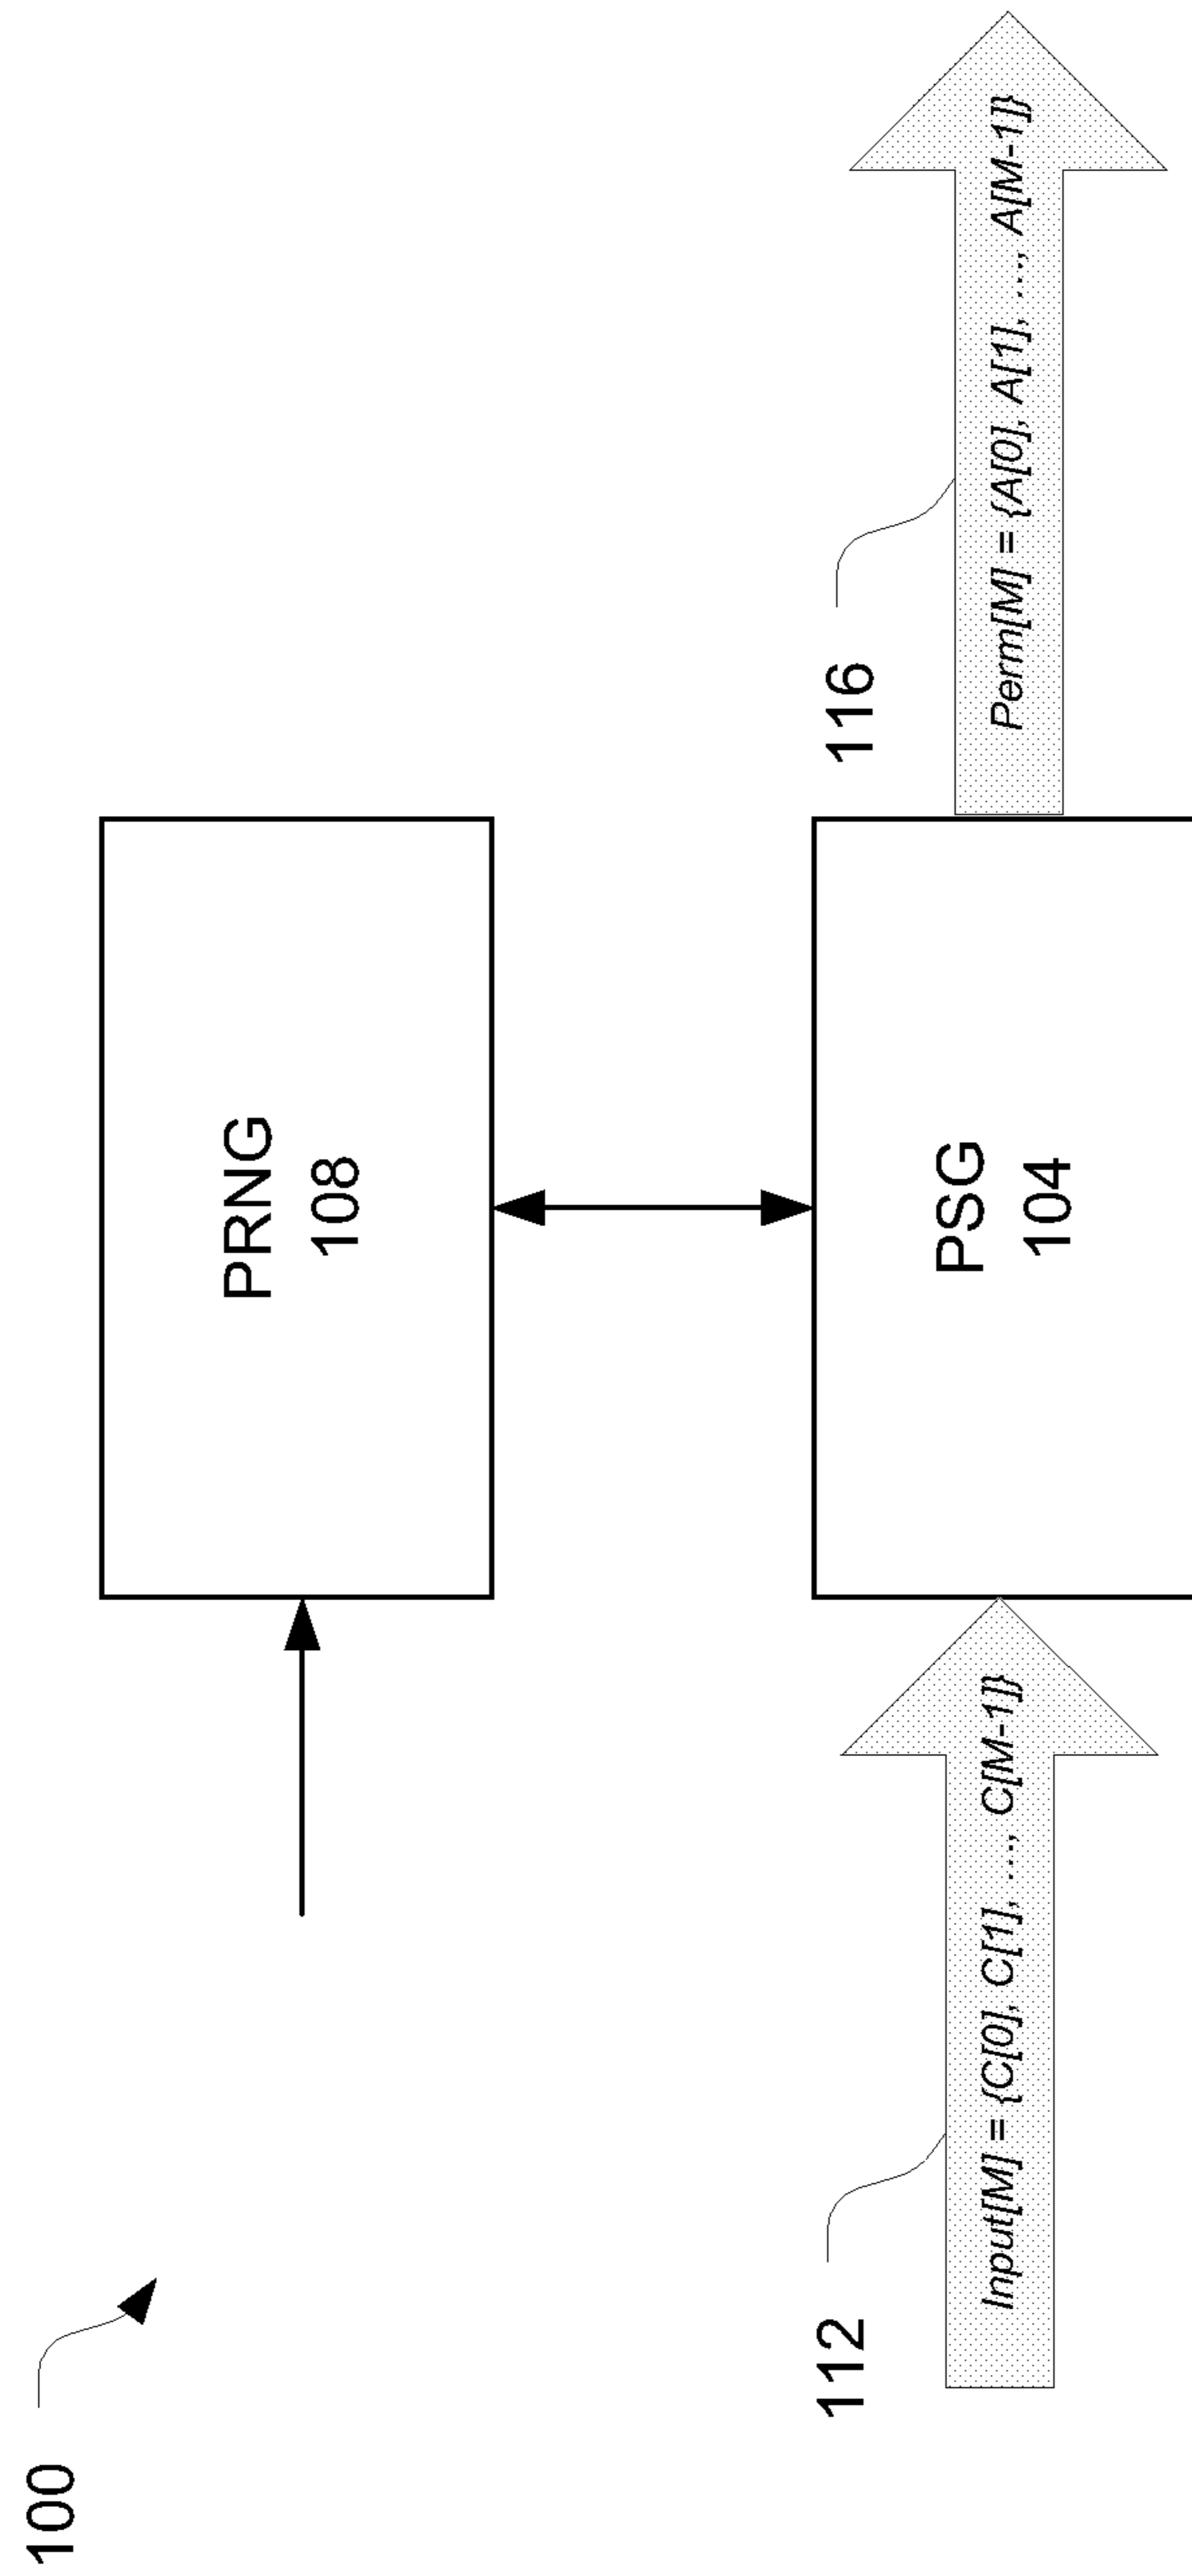 100
PRNG
108
112
Input[M] = {C[0], C[1], ..., C[M-1]}
PSG
104
116
Perm[M] = {A[0], A[1], ..., A[M-1]}